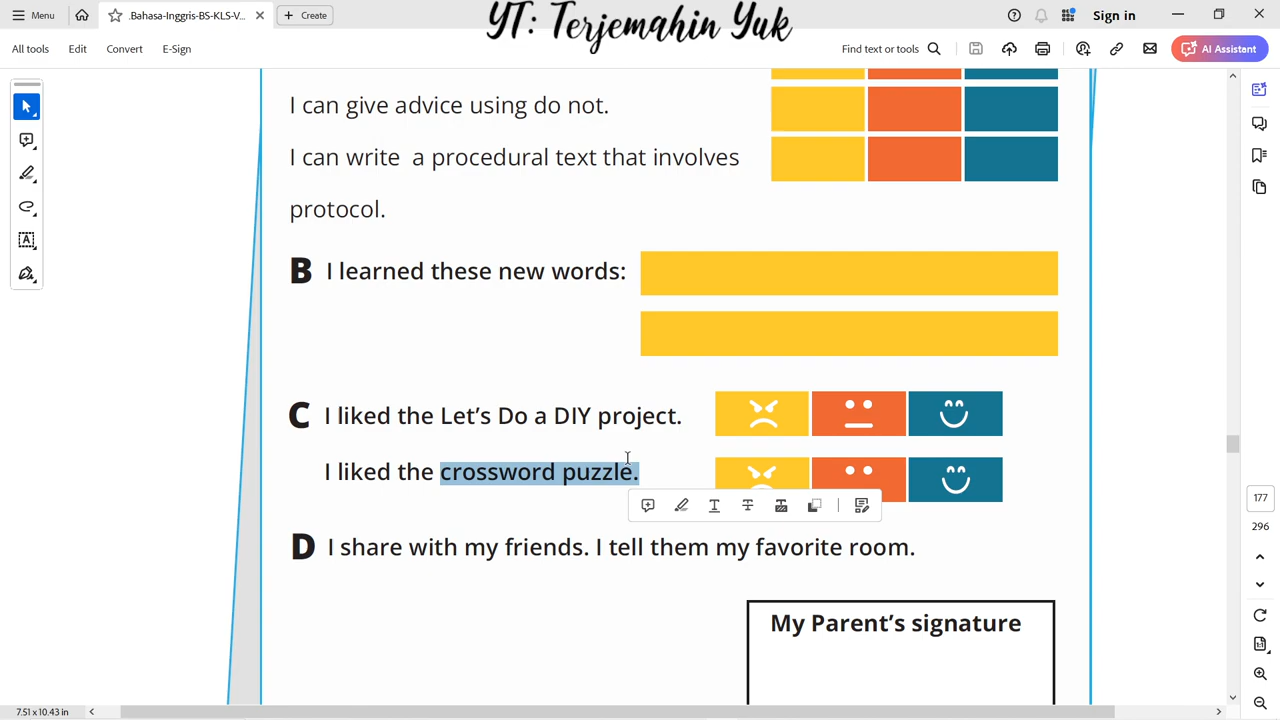 Menu
.Bahasa-Inggris-BS-KLS-V...
Create
YT: Terjemahin Yuk
Sign in
All tools
Edit
Convert
E-Sign
Find text or tools
AI Assistant
I can give advice using do not.
I can write a procedural text that involves
protocol.
B I learned these new words:
C I liked the Let's Do a DIY project.
I liked the crossword puzzle.
D I share with my friends. I tell them my favorite room.
My Parent's signature
177
296
7.51 x 10.43 in